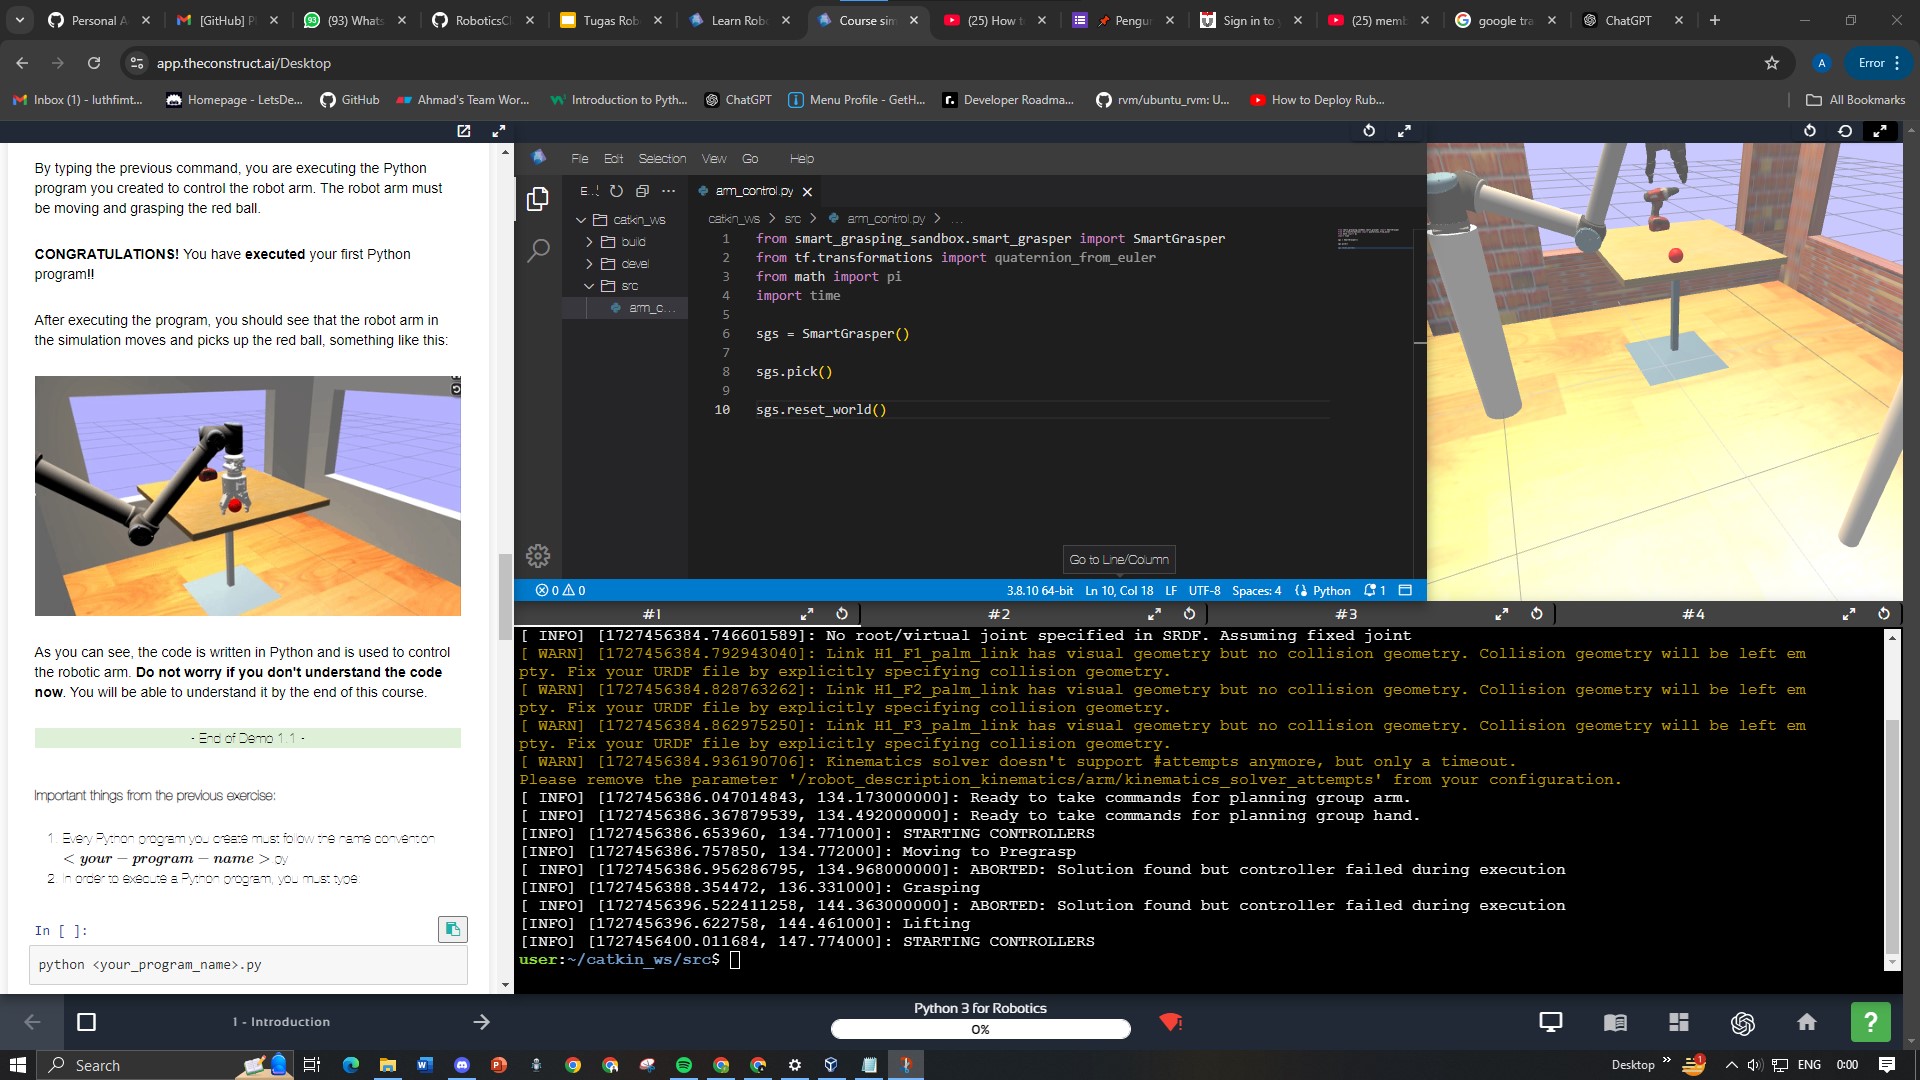 Personal A
[GitHub] Pl
(93) Whats
RoboticsCl
Tugas Rob
Learn Robo
Course sim
(25) How t
Pengur
Sign in to y
(25) memb
google tra
ChatGPT
app.theconstruct.ai/Desktop
A
Error
Inbox (1) - luthfimt...
Homepage - LetsDe...
GitHub
Ahmad's Team Wor...
Introduction to Pyth...
ChatGPT
Menu Profile - GetH...
Developer Roadma...
rvm/ubuntu_rvm: U...
How to Deploy Rub...
All Bookmarks
By typing the previous command, you are executing the Python
program you created to control the robot arm. The robot arm must
be moving and grasping the red ball.
CONGRATULATIONS! You have executed your first Python
program!!
After executing the program, you should see that the robot arm in
the simulation moves and picks up the red ball, something like this:
As you can see, the code is written in Python and is used to control
the robotic arm. Do not worry if you don't understand the code
now. You will be able to understand it by the end of this course.
- End of Demo 1.1 -
Important things from the previous exercise:
1. Every Python program you create must follow the name convention
< your - program - name > .py
2. In order to execute a Python program, you must type:
In [ ]:
python <your_program_name>.py
File Edit Selection View Go Help
E...
catkin_ws
build
devel
src
arm_c...
arm_control.py
catkin_ws > src > arm_control.py > ...
1 from smart_grasping_sandbox.smart_grasper import SmartGrasper
2 from tf.transformations import quaternion_from_euler
3 from math import pi
4 import time
5
6 sgs = SmartGrasper()
7
8 sgs.pick()
9
10 sgs.reset_world()
Go to Line/Column
0 0
3.8.10 64-bit Ln 10, Col 18 LF UTF-8 Spaces: 4 Python 1
#1 #2 #3 #4
[ INFO] [1727456384.746601589]: No root/virtual joint specified in SRDF. Assuming fixed joint
[ WARN] [1727456384.792943040]: Link H1_F1_palm_link has visual geometry but no collision geometry. Collision geometry will be left em
pty. Fix your URDF file by explicitly specifying collision geometry.
[ WARN] [1727456384.828763262]: Link H1_F2_palm_link has visual geometry but no collision geometry. Collision geometry will be left em
pty. Fix your URDF file by explicitly specifying collision geometry.
[ WARN] [1727456384.862975250]: Link H1_F3_palm_link has visual geometry but no collision geometry. Collision geometry will be left em
pty. Fix your URDF file by explicitly specifying collision geometry.
[ WARN] [1727456384.936190706]: Kinematics solver doesn't support #attempts anymore, but only a timeout.
Please remove the parameter '/robot_description_kinematics/arm/kinematics_solver_attempts' from your configuration.
[ INFO] [1727456386.047014843, 134.173000000]: Ready to take commands for planning group arm.
[ INFO] [1727456386.367879539, 134.492000000]: Ready to take commands for planning group hand.
[INFO] [1727456386.653960, 134.771000]: STARTING CONTROLLERS
[INFO] [1727456386.757850, 134.772000]: Moving to Pregrasp
[ INFO] [1727456386.956286795, 134.968000000]: ABORTED: Solution found but controller failed during execution
[INFO] [1727456388.354472, 136.331000]: Grasping
[ INFO] [1727456396.522411258, 144.363000000]: ABORTED: Solution found but controller failed during execution
[INFO] [1727456396.622758, 144.461000]: Lifting
[INFO] [1727456400.011684, 147.774000]: STARTING CONTROLLERS
user:~/catkin_ws/src$
1 - Introduction
Python 3 for Robotics
0%
?
Search
Desktop
1
ENG
0:00